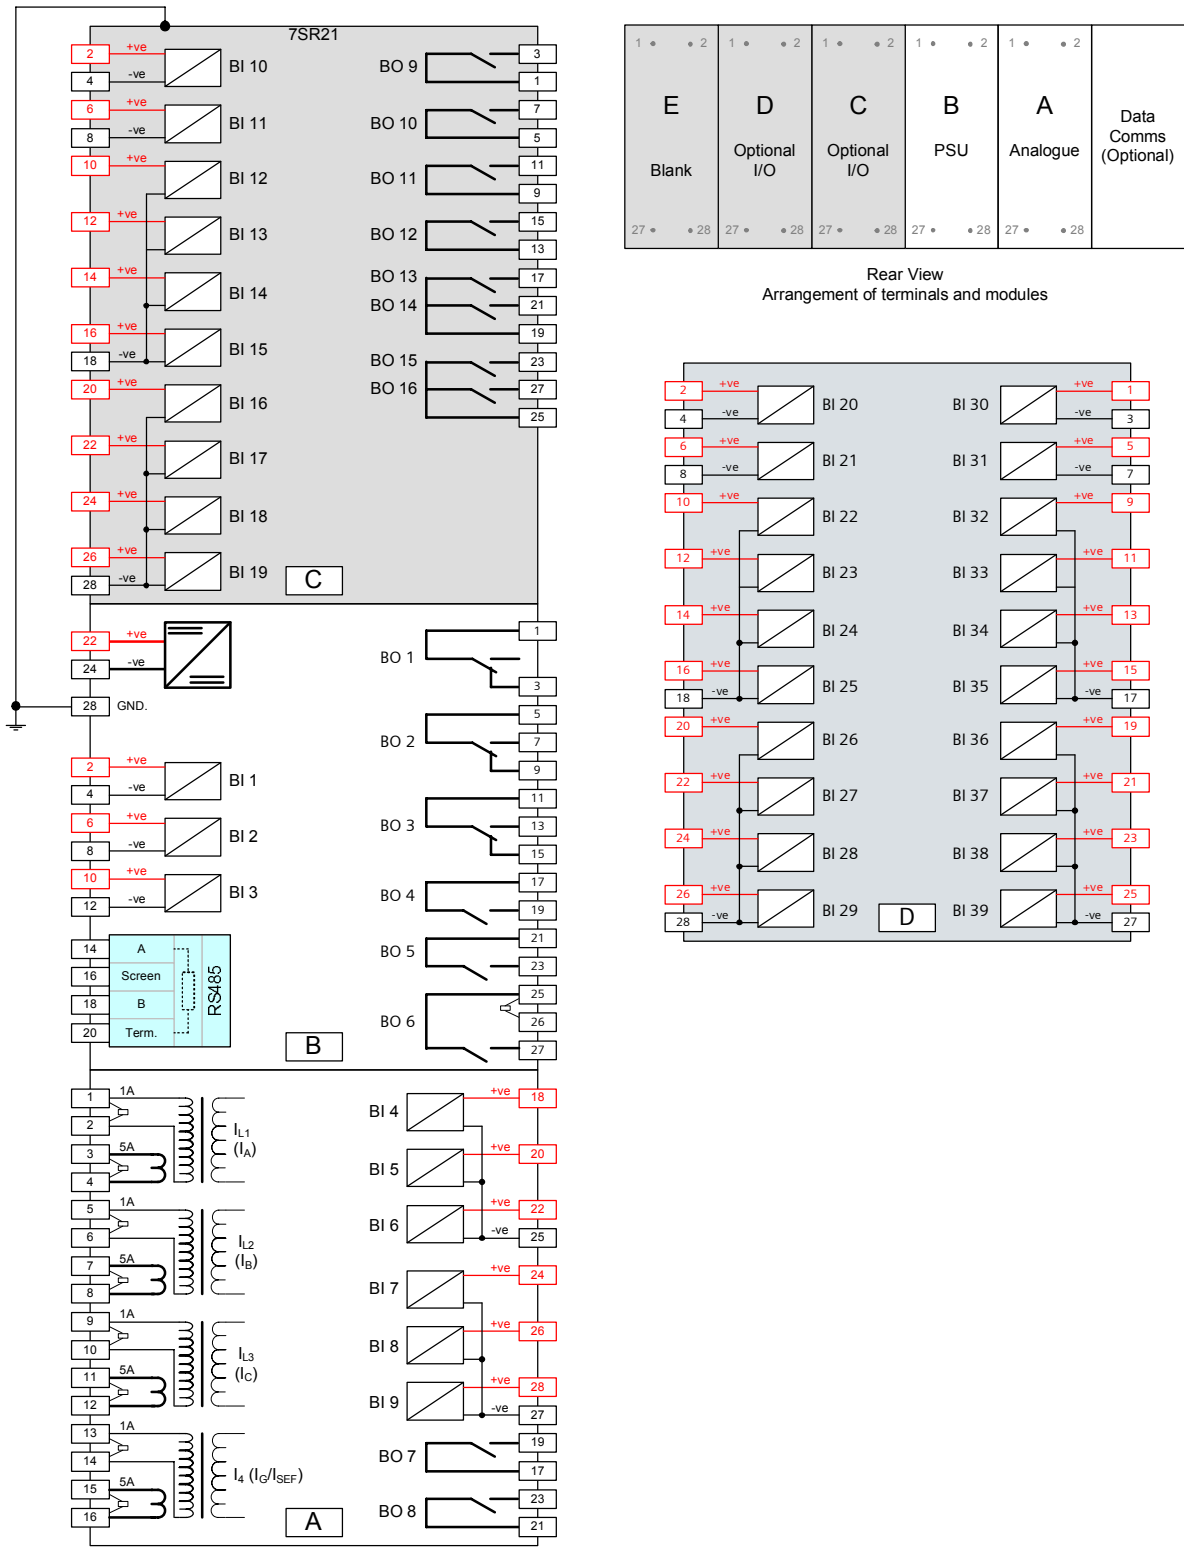 7SR21
2 +ve BI 10 BO 9 3
4 -ve 1
6 +ve BI 11 BO 10 7
8 -ve 5
10 +ve BI 12 BO 11 11
9
12 +ve BI 13 BO 12 15
13
14 +ve BI 14 BO 13 17
BO 14 21
16 +ve BI 15 19
18 -ve BO 15 23
20 +ve BI 16 BO 16 27
25
22 +ve BI 17
24 +ve BI 18
26 +ve BI 19
28 -ve C
22 +ve BO 1 1
24 -ve 3
28 GND.
BO 2 5
7
9
2 +ve BI 1
4 -ve
BO 3 11
13
15
6 +ve BI 2
8 -ve
10 +ve BI 3 BO 4 17
12 -ve 19
14 A RS485 BO 5 21
16 Screen 23
18 B BO 6 25
20 Term. 26
B 27
1 1A BI 4 +ve 18
2 IL1
3 5A (IA) BI 5 +ve 20
4
5 1A BI 6 +ve 22
6 IL2 -ve 25
7 5A (IB) BI 7 +ve 24
8
9 1A BI 8 +ve 26
10 IL3
11 5A (IC) BI 9 +ve 28
12 -ve 27
13 1A BO 7 19
14 I4 (IG/ISEF) 17
15 5A BO 8 23
16 A 21
1 2 1 2 1 2 1 2 1 2
E D C B A
Data
Comms
(Optional)
Blank
Optional
I/O
Optional
I/O
PSU
Analogue
27 28 27 28 27 28 27 28 27 28
Rear View
Arrangement of terminals and modules
2 +ve BI 20 BI 30 +ve 1
4 -ve -ve 3
6 +ve BI 21 BI 31 +ve 5
8 -ve -ve 7
10 +ve BI 22 BI 32 +ve 9
12 +ve BI 23 BI 33 +ve 11
14 +ve BI 24 BI 34 +ve 13
16 +ve BI 25 BI 35 +ve 15
18 -ve -ve 17
20 +ve BI 26 BI 36 +ve 19
22 +ve BI 27 BI 37 +ve 21
24 +ve BI 28 BI 38 +ve 23
26 +ve BI 29 BI 39 +ve 25
28 -ve D -ve 27